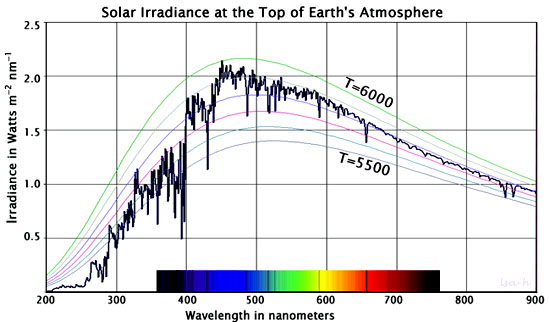 Solar Irradiance at the Top of Earth's Atmosphere
Irradiance in Watts m⁻² nm⁻¹
2.5
2.0
1.5
1.0
0.5
T=6000
T=5500
200 300 400 500 600 700 800 900
Wavelength in nanometers